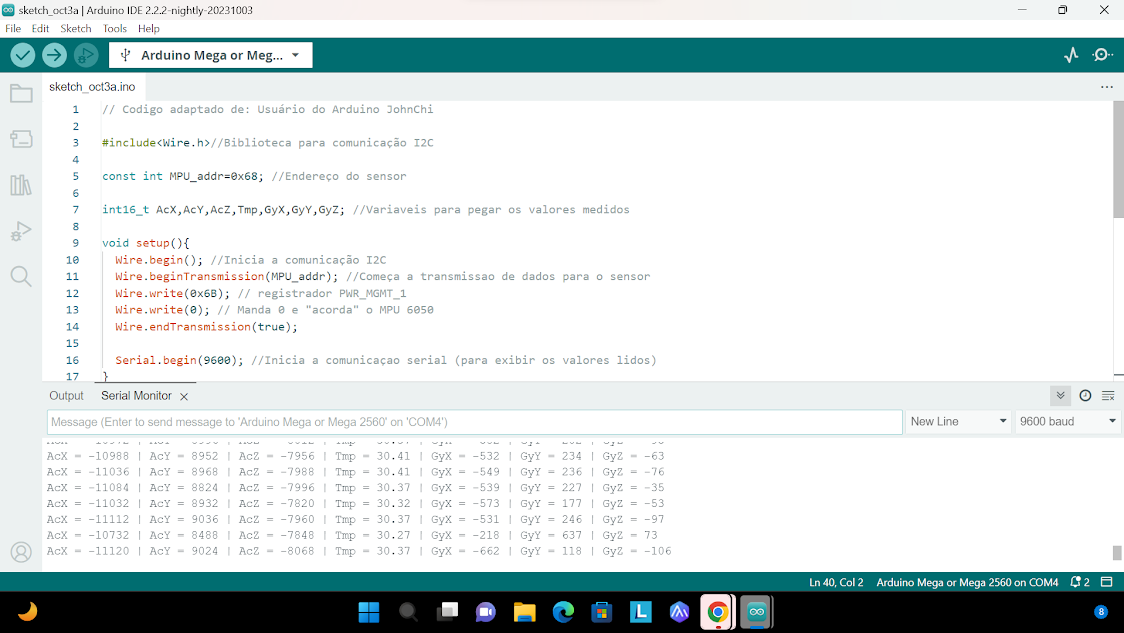 sketch_oct3a | Arduino IDE 2.2.2-nightly-20231003
File Edit Sketch Tools Help
Arduino Mega or Meg...
sketch_oct3a.ino
1 // Codigo adaptado de: Usuário do Arduino JohnChi
2
3 #include<Wire.h>//Biblioteca para comunicação I2C
4
5 const int MPU_addr=0x68; //Endereço do sensor
6
7 int16_t AcX,AcY,AcZ,Tmp,GyX,GyY,GyZ; //Variaveis para pegar os valores medidos
8
9 void setup(){
10 Wire.begin(); //Inicia a comunicação I2C
11 Wire.beginTransmission(MPU_addr); //Começa a transmissao de dados para o sensor
12 Wire.write(0x6B); // registrador PWR_MGMT_1
13 Wire.write(0); // Manda 0 e "acorda" o MPU 6050
14 Wire.endTransmission(true);
15
16 Serial.begin(9600); //Inicia a comunicaçao serial (para exibir os valores lidos)
17 }
Output Serial Monitor
Message (Enter to send message to 'Arduino Mega or Mega 2560' on 'COM4')
New Line
9600 baud
AcX = -10988 | AcY = 8952 | AcZ = -7956 | Tmp = 30.41 | GyX = -532 | GyY = 234 | GyZ = -63
AcX = -11036 | AcY = 8968 | AcZ = -7988 | Tmp = 30.41 | GyX = -549 | GyY = 236 | GyZ = -76
AcX = -11084 | AcY = 8824 | AcZ = -7996 | Tmp = 30.37 | GyX = -539 | GyY = 227 | GyZ = -35
AcX = -11032 | AcY = 8932 | AcZ = -7820 | Tmp = 30.32 | GyX = -573 | GyY = 177 | GyZ = -53
AcX = -11112 | AcY = 9036 | AcZ = -7960 | Tmp = 30.37 | GyX = -531 | GyY = 246 | GyZ = -97
AcX = -10732 | AcY = 8488 | AcZ = -7848 | Tmp = 30.27 | GyX = -218 | GyY = 637 | GyZ = 73
AcX = -11120 | AcY = 9024 | AcZ = -8068 | Tmp = 30.37 | GyX = -662 | GyY = 118 | GyZ = -106
Ln 40, Col 2 Arduino Mega or Mega 2560 on COM4 2
L
8